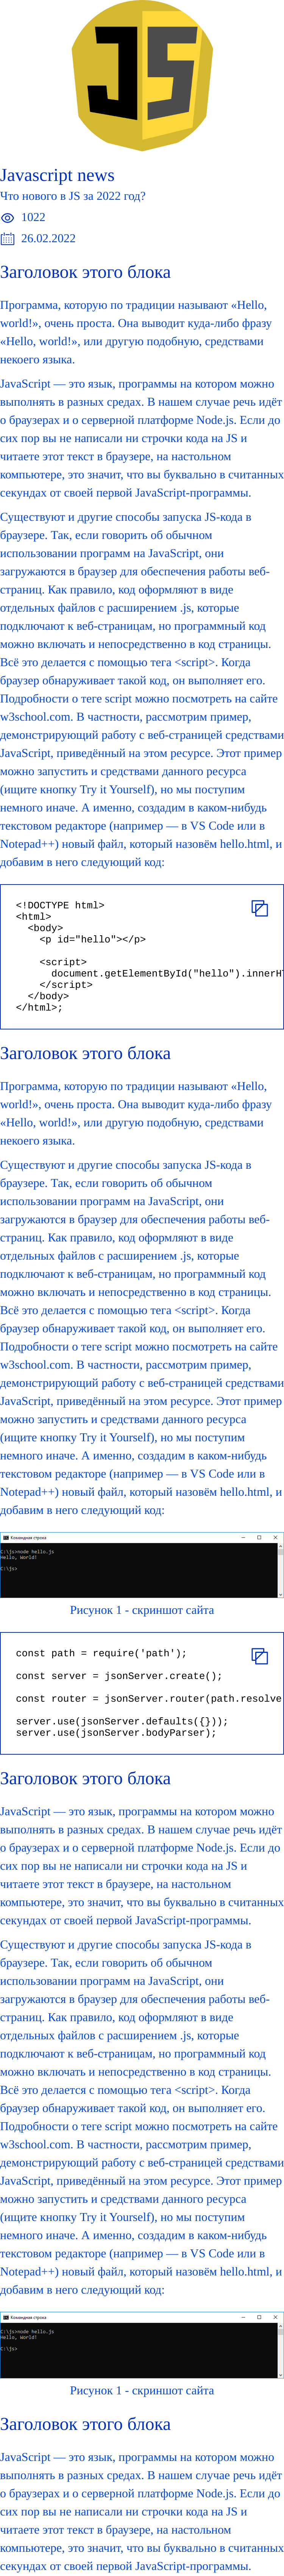 JS
Javascript news
Что нового в JS за 2022 год?
1022
26.02.2022
Заголовок этого блока
Программа, которую по традиции называют «Hello,
world!», очень проста. Она выводит куда-либо фразу
«Hello, world!», или другую подобную, средствами
некоего языка.
JavaScript — это язык, программы на котором можно
выполнять в разных средах. В нашем случае речь идёт
о браузерах и о серверной платформе Node.js. Если до
сих пор вы не написали ни строчки кода на JS и
читаете этот текст в браузере, на настольном
компьютере, это значит, что вы буквально в считанных
секундах от своей первой JavaScript-программы.
Существуют и другие способы запуска JS-кода в
браузере. Так, если говорить об обычном
использовании программ на JavaScript, они
загружаются в браузер для обеспечения работы веб-
страниц. Как правило, код оформляют в виде
отдельных файлов с расширением .js, которые
подключают к веб-страницам, но программный код
можно включать и непосредственно в код страницы.
Всё это делается с помощью тега <script>. Когда
браузер обнаруживает такой код, он выполняет его.
Подробности о теге script можно посмотреть на сайте
w3school.com. В частности, рассмотрим пример,
демонстрирующий работу с веб-страницей средствами
JavaScript, приведённый на этом ресурсе. Этот пример
можно запустить и средствами данного ресурса
(ищите кнопку Try it Yourself), но мы поступим
немного иначе. А именно, создадим в каком-нибудь
текстовом редакторе (например — в VS Code или в
Notepad++) новый файл, который назовём hello.html, и
добавим в него следующий код:
<!DOCTYPE html>
<html>
<body>
<p id="hello"></p>
<script>
document.getElementById("hello").innerHT
</script>
</body>
</html>;
Заголовок этого блока
Программа, которую по традиции называют «Hello,
world!», очень проста. Она выводит куда-либо фразу
«Hello, world!», или другую подобную, средствами
некоего языка.
Существуют и другие способы запуска JS-кода в
браузере. Так, если говорить об обычном
использовании программ на JavaScript, они
загружаются в браузер для обеспечения работы веб-
страниц. Как правило, код оформляют в виде
отдельных файлов с расширением .js, которые
подключают к веб-страницам, но программный код
можно включать и непосредственно в код страницы.
Всё это делается с помощью тега <script>. Когда
браузер обнаруживает такой код, он выполняет его.
Подробности о теге script можно посмотреть на сайте
w3school.com. В частности, рассмотрим пример,
демонстрирующий работу с веб-страницей средствами
JavaScript, приведённый на этом ресурсе. Этот пример
можно запустить и средствами данного ресурса
(ищите кнопку Try it Yourself), но мы поступим
немного иначе. А именно, создадим в каком-нибудь
текстовом редакторе (например — в VS Code или в
Notepad++) новый файл, который назовём hello.html, и
добавим в него следующий код:
Командная строка
C:\js>node hello.js
Hello, World!
C:\js>
Рисунок 1 - скриншот сайта
const path = require('path');
const server = jsonServer.create();
const router = jsonServer.router(path.resolve
server.use(jsonServer.defaults({}));
server.use(jsonServer.bodyParser);
Заголовок этого блока
JavaScript — это язык, программы на котором можно
выполнять в разных средах. В нашем случае речь идёт
о браузерах и о серверной платформе Node.js. Если до
сих пор вы не написали ни строчки кода на JS и
читаете этот текст в браузере, на настольном
компьютере, это значит, что вы буквально в считанных
секундах от своей первой JavaScript-программы.
Существуют и другие способы запуска JS-кода в
браузере. Так, если говорить об обычном
использовании программ на JavaScript, они
загружаются в браузер для обеспечения работы веб-
страниц. Как правило, код оформляют в виде
отдельных файлов с расширением .js, которые
подключают к веб-страницам, но программный код
можно включать и непосредственно в код страницы.
Всё это делается с помощью тега <script>. Когда
браузер обнаруживает такой код, он выполняет его.
Подробности о теге script можно посмотреть на сайте
w3school.com. В частности, рассмотрим пример,
демонстрирующий работу с веб-страницей средствами
JavaScript, приведённый на этом ресурсе. Этот пример
можно запустить и средствами данного ресурса
(ищите кнопку Try it Yourself), но мы поступим
немного иначе. А именно, создадим в каком-нибудь
текстовом редакторе (например — в VS Code или в
Notepad++) новый файл, который назовём hello.html, и
добавим в него следующий код:
Командная строка
C:\js>node hello.js
Hello, World!
C:\js>
Рисунок 1 - скриншот сайта
Заголовок этого блока
JavaScript — это язык, программы на котором можно
выполнять в разных средах. В нашем случае речь идёт
о браузерах и о серверной платформе Node.js. Если до
сих пор вы не написали ни строчки кода на JS и
читаете этот текст в браузере, на настольном
компьютере, это значит, что вы буквально в считанных
секундах от своей первой JavaScript-программы.